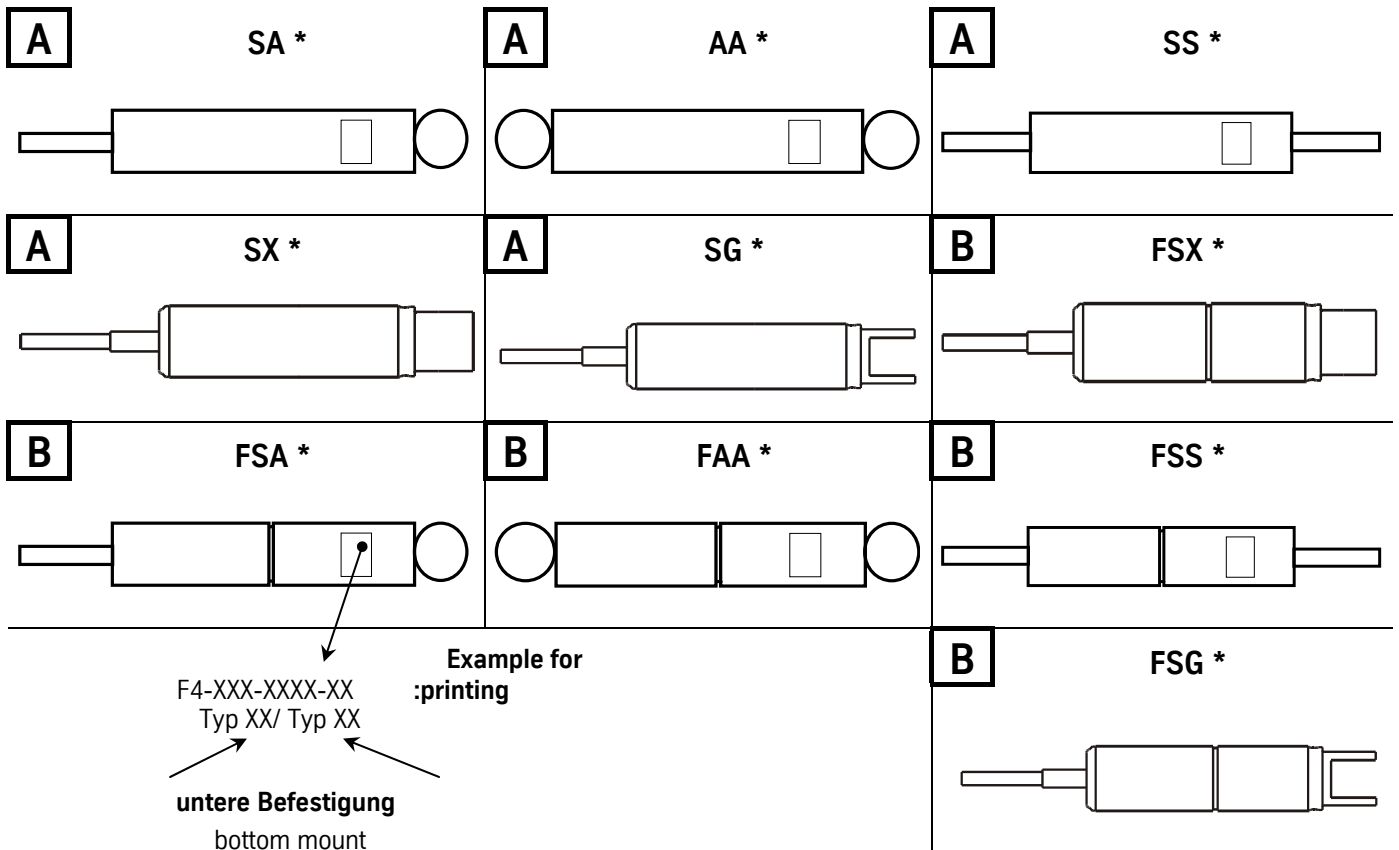 A
SA *
A
AA *
A
SS *
A
SX *
A
SG *
B
FSX *
B
FSA *
B
FAA *
B
FSS *
Example for
:printing
F4-XXX-XXXX-XX
Typ XX/ Typ XX
untere Befestigung
bottom mount
B
FSG *